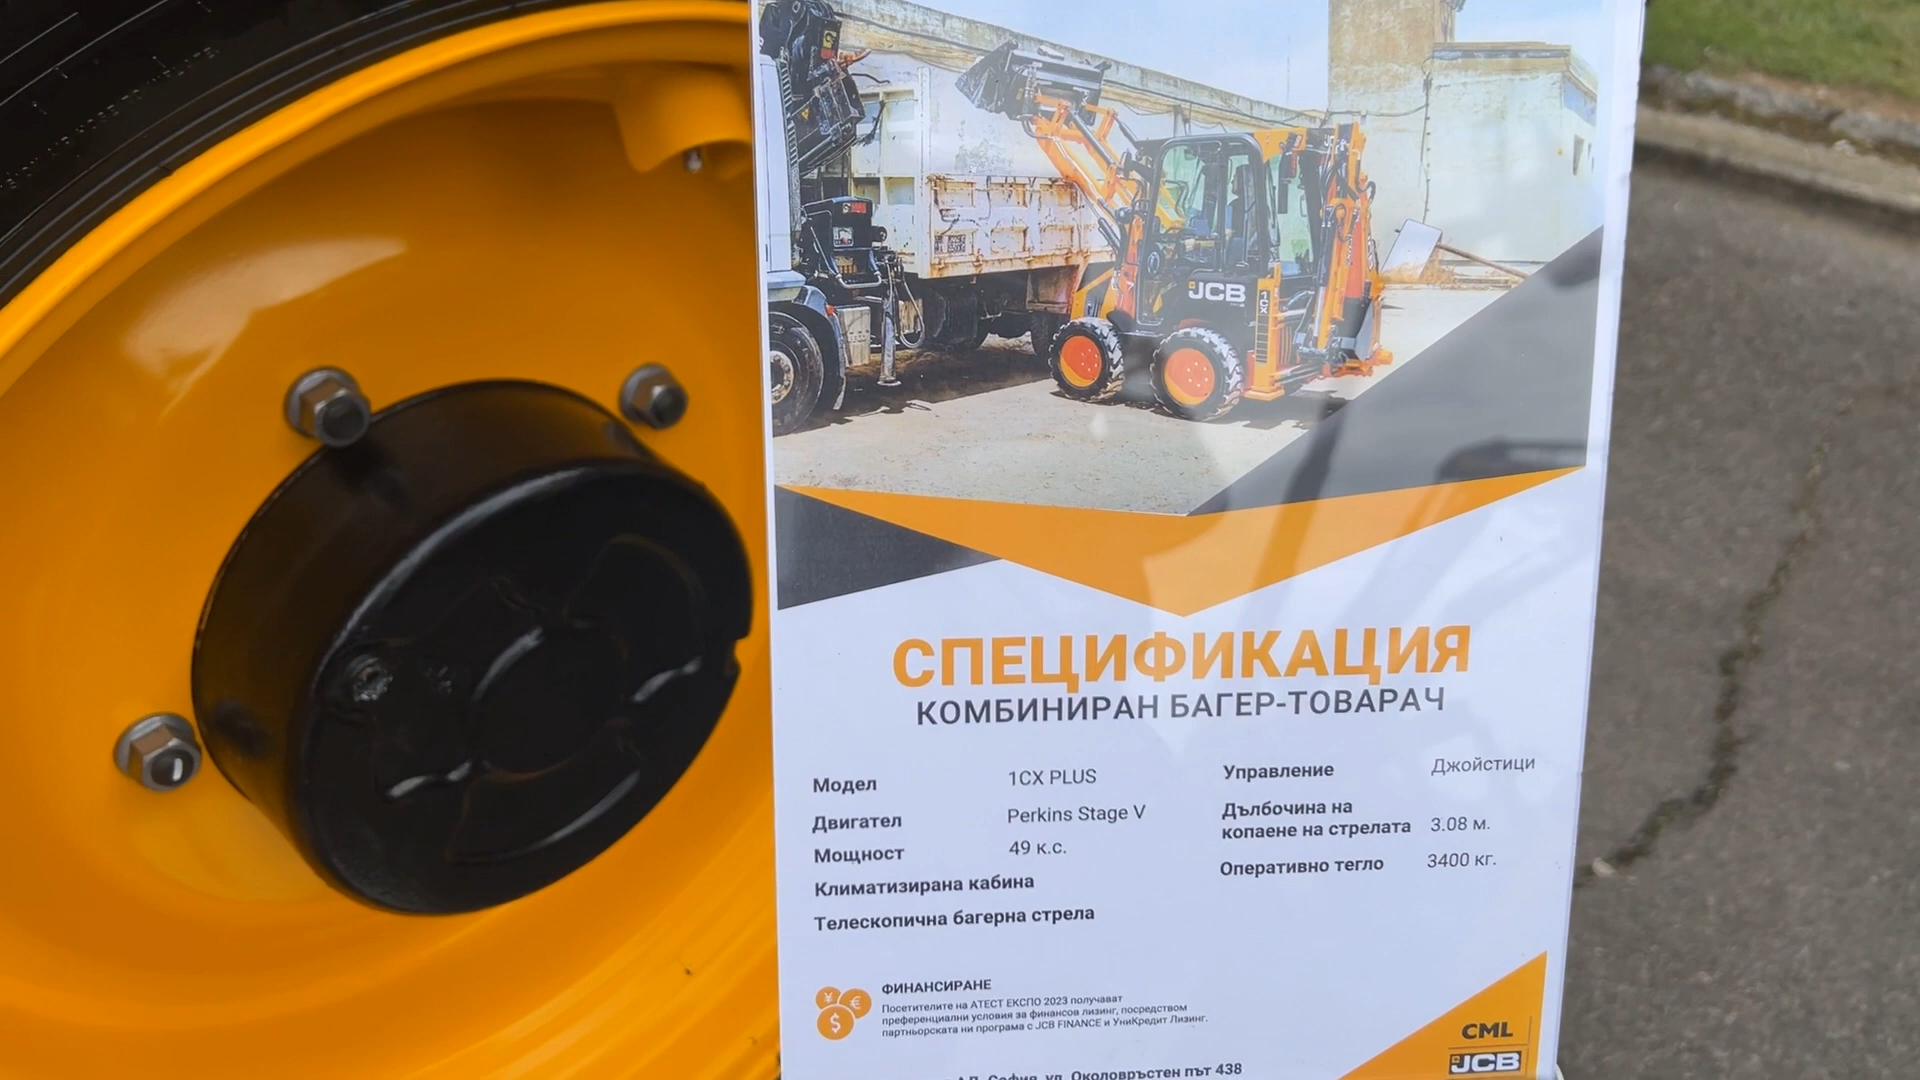 JCB
1CX
СПЕЦИФИКАЦИЯ
КОМБИНИРАН БАГЕР-ТОВАРАЧ
Модел 1CX PLUS
Двигател Perkins Stage V
Мощност 49 к.с.
Климатизирана кабина
Телескопична багерна стрела
Управление Джойстици
Дълбочина на
копаене на стрелата 3.08 м.
Оперативно тегло 3400 кг.
ФИНАНСИРАНЕ
Посетителите на АТЕСТ ЕКСПО 2023 получават
преференциални условия за финансов лизинг, посредством
партньорската ни програма с JCB FINANCE и УниКредит Лизинг.
София, ул. Околовръстен път 438
CML
JCB